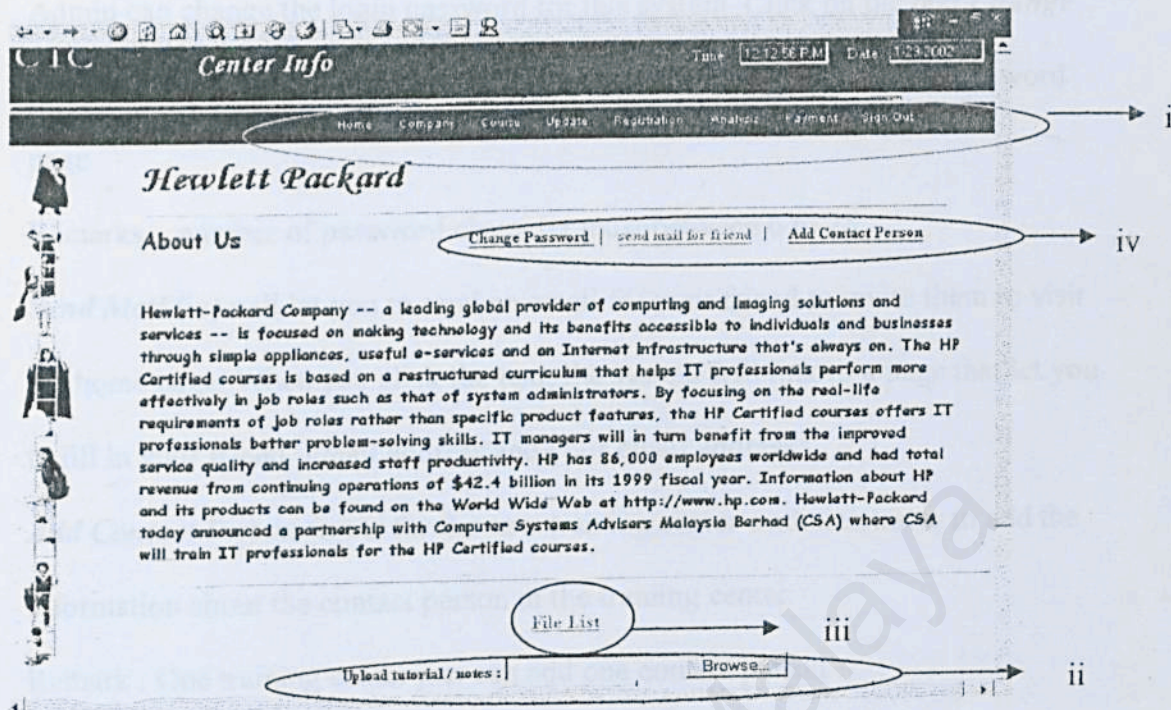 CTC
Center Info
Time 12:12:56 P.M Date 1-29-2002
Home Company Course Update Registration Analysis Payment Sign Out
i
Hewlett Packard
About Us
Change Password | send mail for friend | Add Contact Person
iv
Hewlett-Packard Company -- a leading global provider of computing and imaging solutions and
services -- is focused on making technology and its benefits accessible to individuals and businesses
through simple appliances, useful e-services and an Internet infrastructure that's always on. The HP
Certified courses is based on a restructured curriculum that helps IT professionals perform more
effectively in job roles such as that of system administrators. By focusing on the real-life
requirements of job roles rather than specific product features, the HP Certified courses offers IT
professionals better problem-solving skills. IT managers will in turn benefit from the improved
service quality and increased staff productivity. HP has 86,000 employees worldwide and had total
revenue from continuing operations of $42.4 billion in its 1999 fiscal year. Information about HP
and its products can be found on the World Wide Web at http://www.hp.com. Hewlett-Packard
today announced a partnership with Computer Systems Advisers Malaysia Berhad (CSA) where CSA
will train IT professionals for the HP Certified courses.
File List
iii
Upload tutorial / notes : Browse...
ii